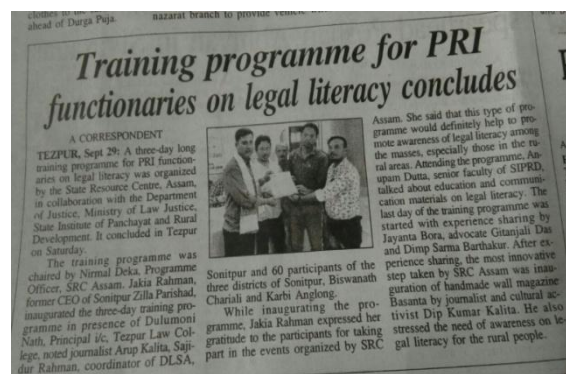 clothes to the
ahead of Durga Puja.
nazarat branch to provide
Training programme for PRI
functionaries on legal literacy concludes
A CORRESPONDENT
TEZPUR, Sept 29: A three-day long
training programme for PRI function-
aries on legal literacy was organized
by the State Resource Centre, Assam,
in collaboration with the Department
of Justice, Ministry of Law Justice,
State Institute of Panchayat and Rural
Development. It concluded in Tezpur
on Saturday.
The training programme was
chaired by Nirmal Deka, Programme
Officer, SRC Assam. Jakia Rahman,
former CEO of Sonitpur Zilla Parishad,
inaugurated the three-day training pro-
gramme in presence of Dulumoni
Nath, Principal i/c, Tezpur Law Col-
lege, noted journalist Arup Kalita, Saji-
dur Rahman, coordinator of DLSA,
Sonitpur and 60 participants of the
three districts of Sonitpur, Biswanath
Chariali and Karbi Anglong.
While inaugurating the pro-
gramme, Jakia Rahman expressed her
gratitude to the participants for taking
part in the events organized by SRC
Assam. She said that this type of pro-
gramme would definitely help to pro-
mote awareness of legal literacy among
the masses, especially those in the ru-
ral areas. Attending the programme, An-
upam Dutta, senior faculty of SIPRD,
talked about education and communi-
cation materials on legal literacy. The
last day of the training programme was
started with experience sharing by
Jayanta Bora, advocate Gitanjali Das
and Dimp Sarma Barthakur. After ex-
perience sharing, the most innovative
step taken by SRC Assam was inau-
guration of handmade wall magazine
Basanta by journalist and cultural ac-
tivist Dip Kumar Kalita. He also
stressed the need of awareness on le-
gal literacy for the rural people.